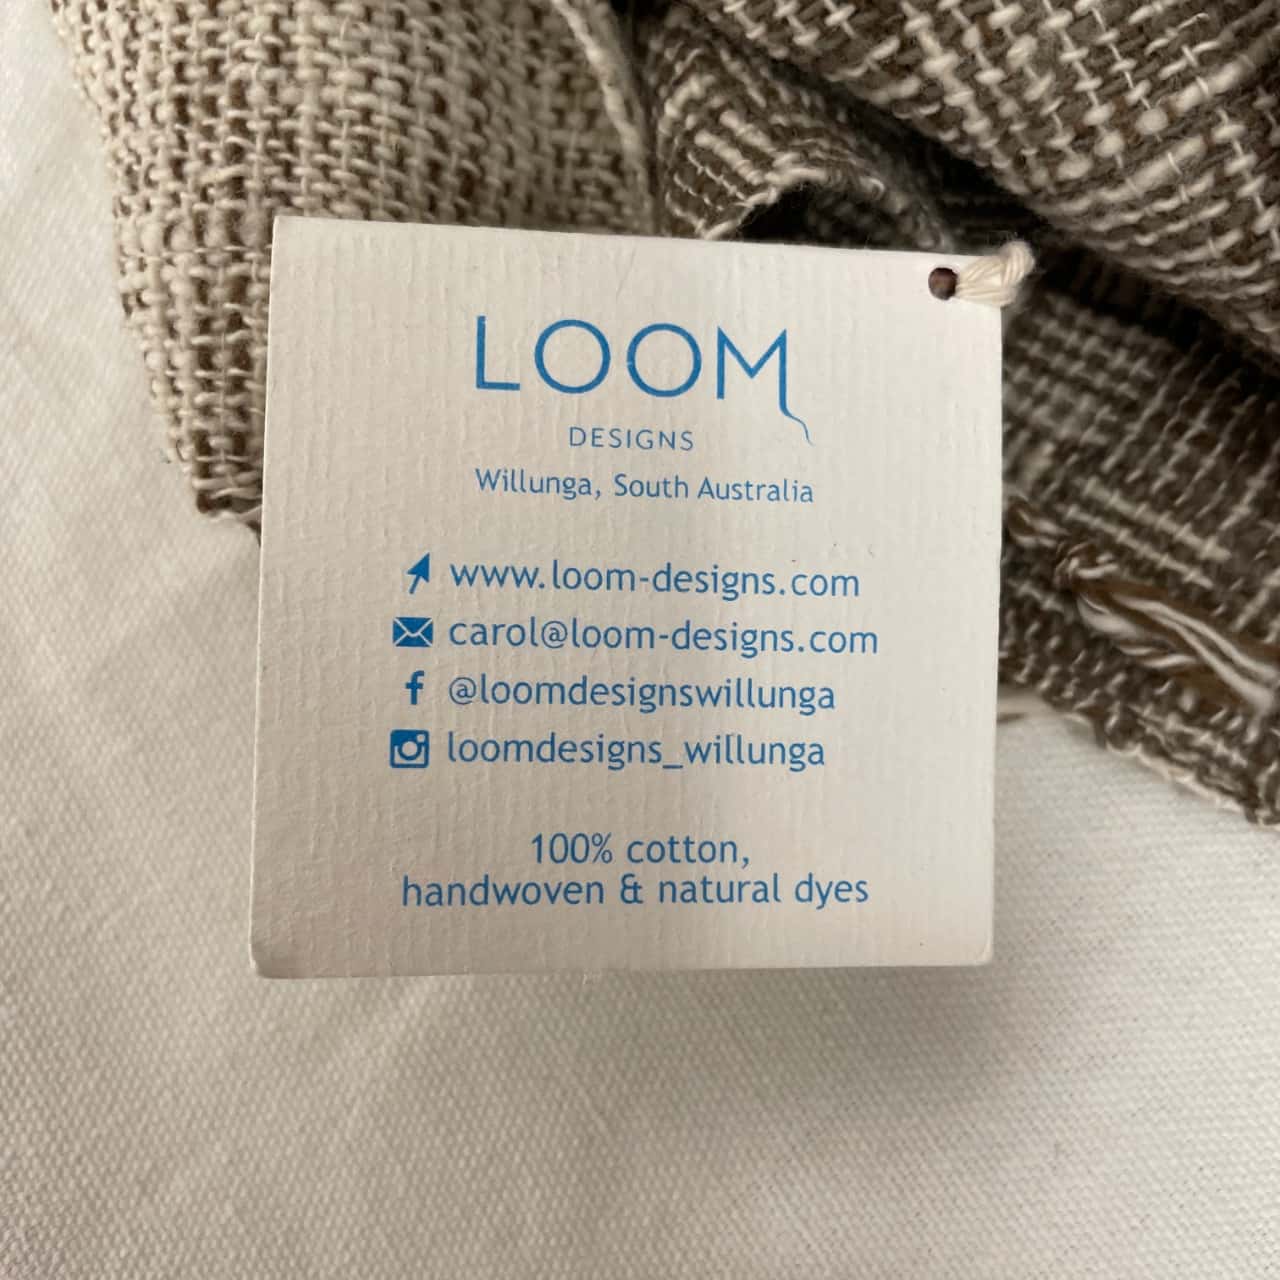 LOOM
DESIGNS
Willunga, South Australia
www.loom-designs.com
carol@loom-designs.com
f @loomdesignswillunga
loomdesigns_willunga
100% cotton,
handwoven & natural dyes